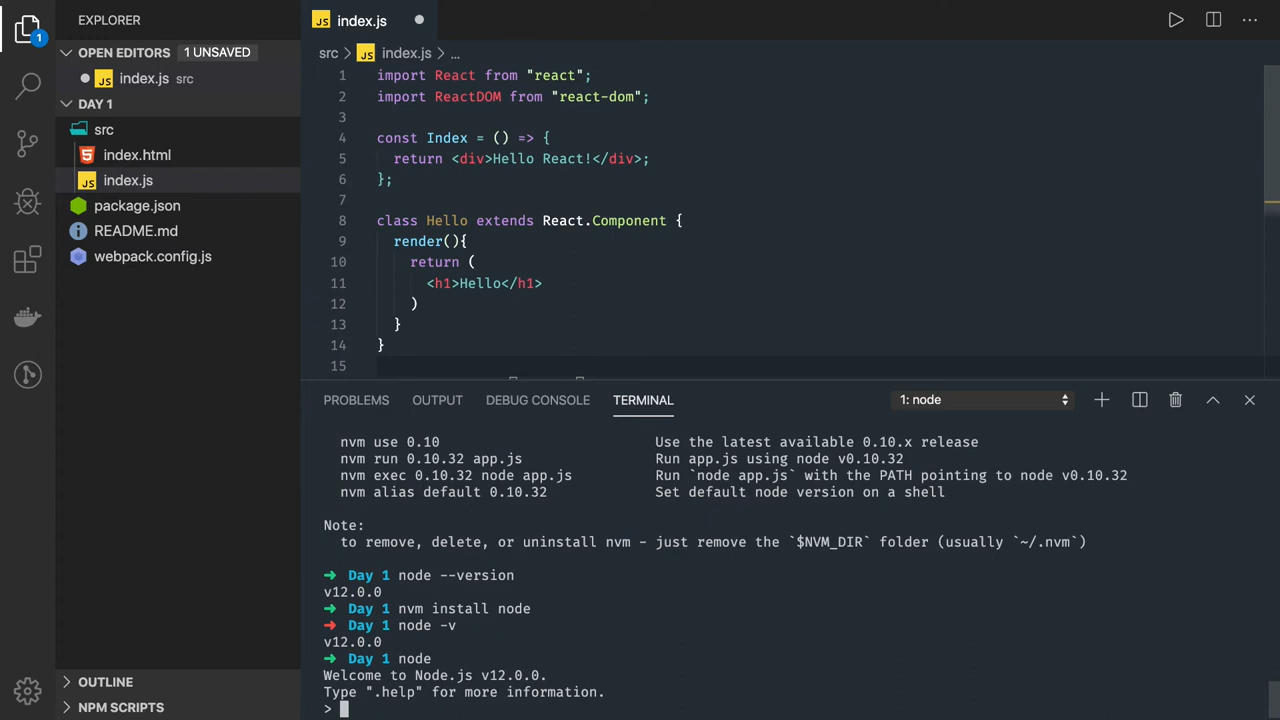 EXPLORER
OPEN EDITORS 1 UNSAVED
index.js src
DAY 1
src
index.html
index.js
package.json
README.md
webpack.config.js
OUTLINE
NPM SCRIPTS
1
JS index.js
src > JS index.js > ...
1 import React from "react";
2 import ReactDOM from "react-dom";
3
4 const Index = () => {
5 return <div>Hello React!</div>;
6 };
7
8 class Hello extends React.Component {
9 render(){
10 return (
11 <h1>Hello</h1>
12 )
13 }
14 }
15
PROBLEMS OUTPUT DEBUG CONSOLE TERMINAL 1: node
nvm use 0.10 Use the latest available 0.10.x release
nvm run 0.10.32 app.js Run app.js using node v0.10.32
nvm exec 0.10.32 node app.js Run `node app.js` with the PATH pointing to node v0.10.32
nvm alias default 0.10.32 Set default node version on a shell
Note:
to remove, delete, or uninstall nvm - just remove the `$NVM_DIR` folder (usually `~/.nvm`)
➜ Day 1 node --version
v12.0.0
➜ Day 1 nvm install node
➜ Day 1 node -v
v12.0.0
➜ Day 1 node
Welcome to Node.js v12.0.0.
Type ".help" for more information.
>